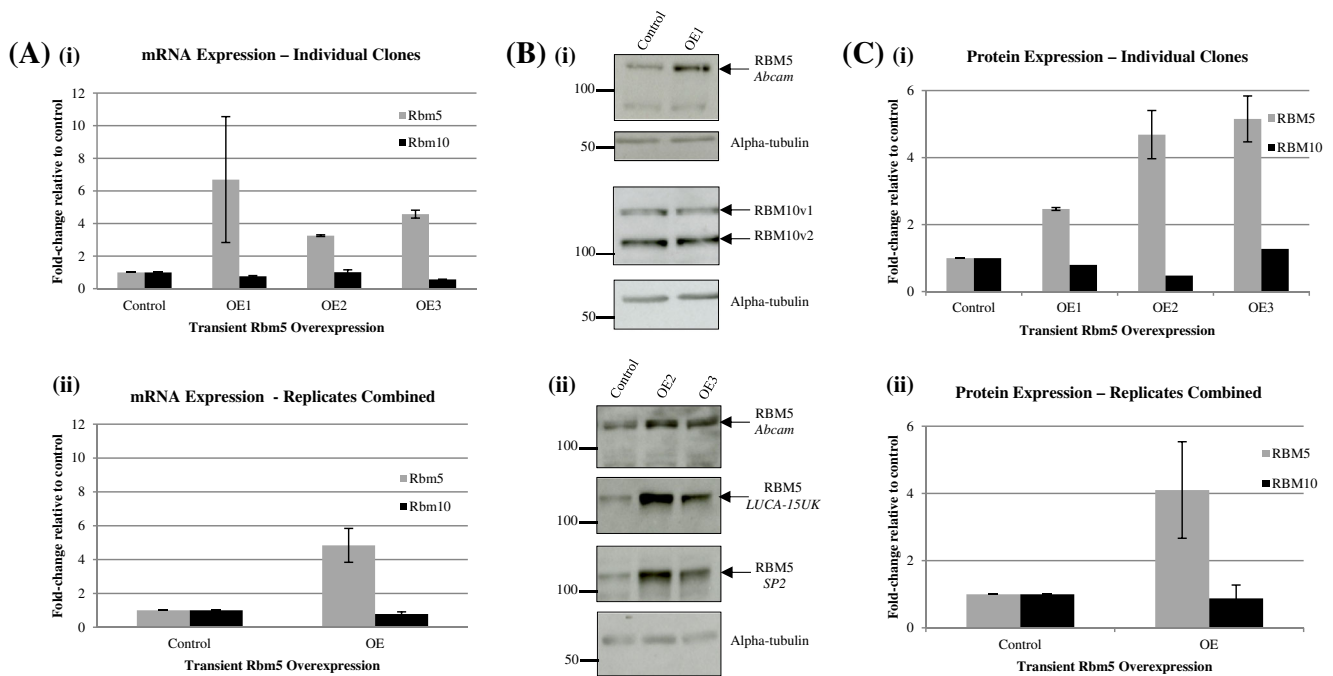 (A) (i) mRNA Expression – Individual Clones
Fold-change relative to control
12
10
8
6
4
2
0
Rbm5
Rbm10
Control OE1 OE2 OE3
Transient Rbm5 Overexpression
(ii) mRNA Expression - Replicates Combined
Fold-change relative to control
12
10
8
6
4
2
0
Rbm5
Rbm10
Control OE
Transient Rbm5 Overexpression
(B) (i)
Control OE1
RBM5
Abcam
100
50
Alpha-tubulin
RBM10v1
RBM10v2
100
Alpha-tubulin
50
(ii)
Control OE2 OE3
RBM5
Abcam
100
RBM5
LUCA-15UK
100
RBM5
SP2
100
Alpha-tubulin
50
(C) (i) Protein Expression – Individual Clones
Fold-change relative to control
6
4
2
0
RBM5
RBM10
Control OE1 OE2 OE3
Transient Rbm5 Overexpression
(ii) Protein Expression – Replicates Combined
Fold-change relative to control
6
4
2
0
RBM5
RBM10
Control OE
Transient Rbm5 Overexpression